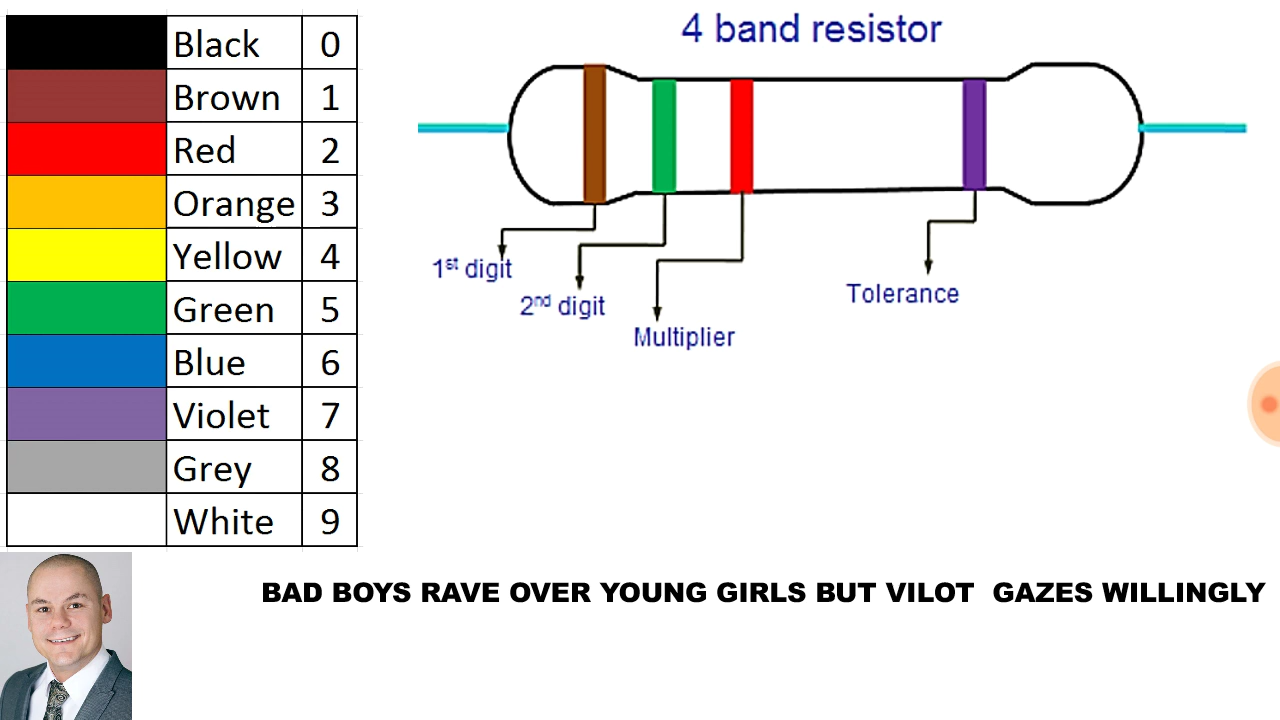 4 band resistor
Black 0
Brown 1
Red 2
Orange 3
Yellow 4
Green 5
Blue 6
Violet 7
Grey 8
White 9
1st digit
2nd digit
Multiplier
Tolerance
BAD BOYS RAVE OVER YOUNG GIRLS BUT VILOT  GAZES WILLINGLY